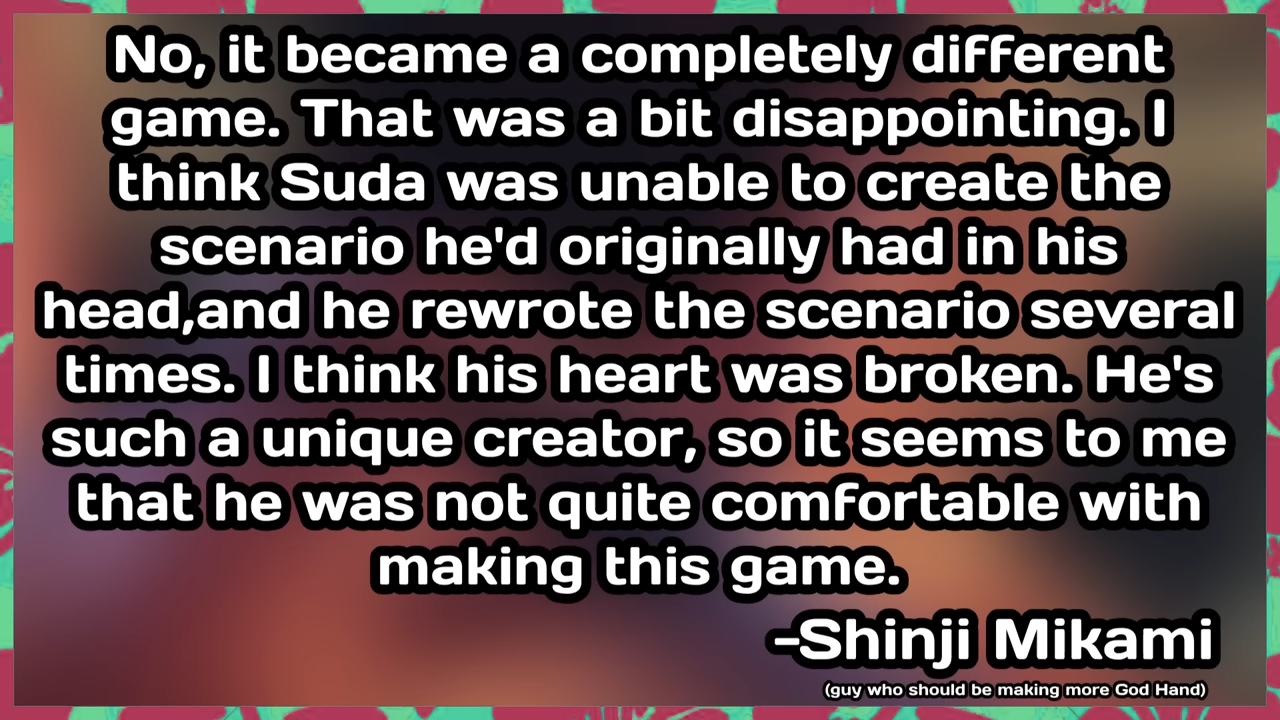 No, it became a completely different
game. That was a bit disappointing. I
think Suda was unable to create the
scenario he'd originally had in his
head,and he rewrote the scenario several
times. I think his heart was broken. He's
such a unique creator, so it seems to me
that he was not quite comfortable with
making this game.
-Shinji Mikami
(guy who should be making more God Hand)